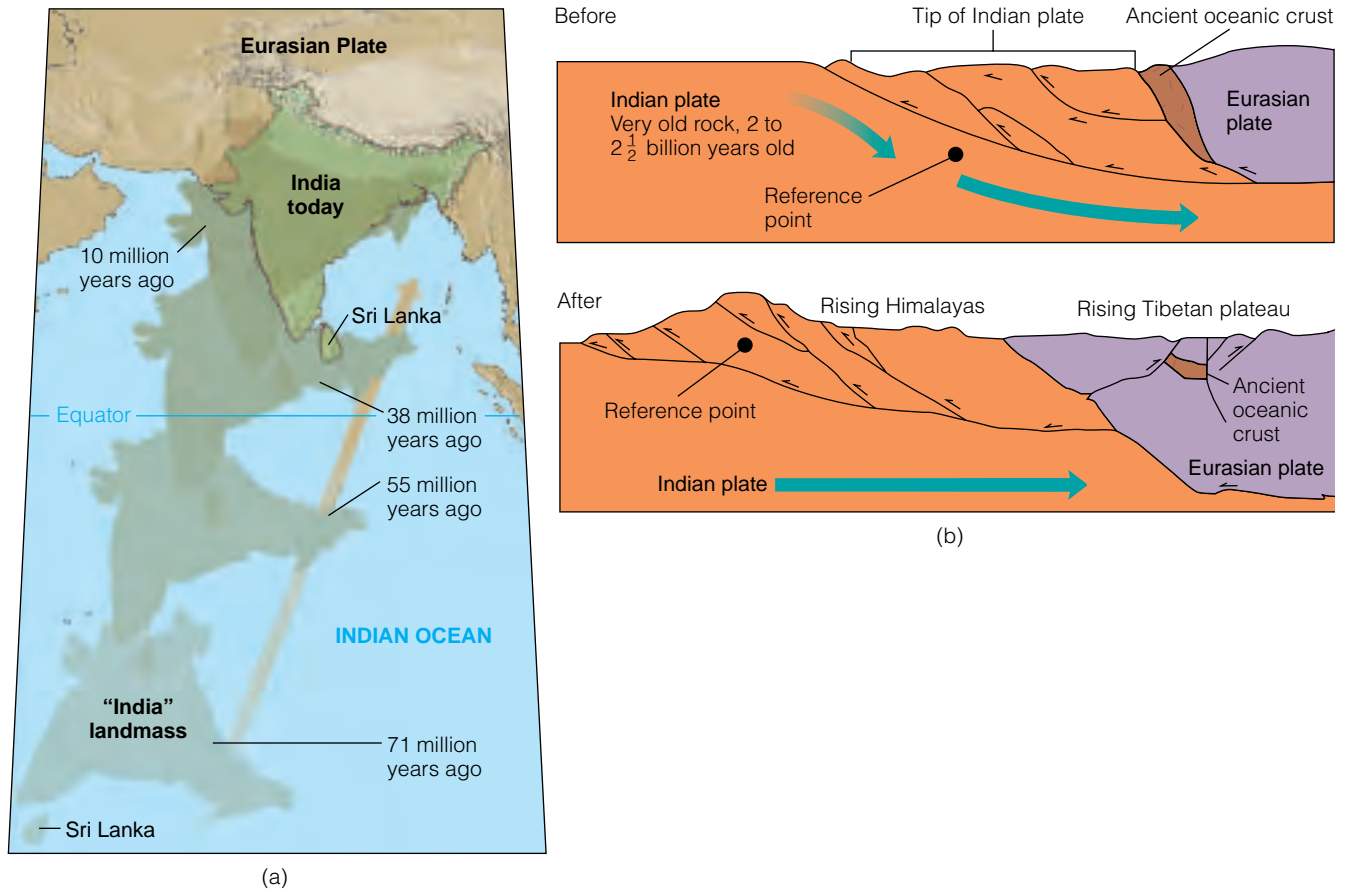 Eurasian Plate
India
today
10 million
years ago
Sri Lanka
Equator
38 million
years ago
55 million
years ago
INDIAN OCEAN
“India”
landmass
71 million
years ago
Sri Lanka
(a)
Before
Tip of Indian plate
Ancient oceanic crust
Indian plate
Very old rock, 2 to
2 1/2 billion years old
Eurasian
plate
Reference
point
After
Rising Himalayas
Rising Tibetan plateau
Reference point
Ancient
oceanic
crust
Indian plate
Eurasian plate
(b)